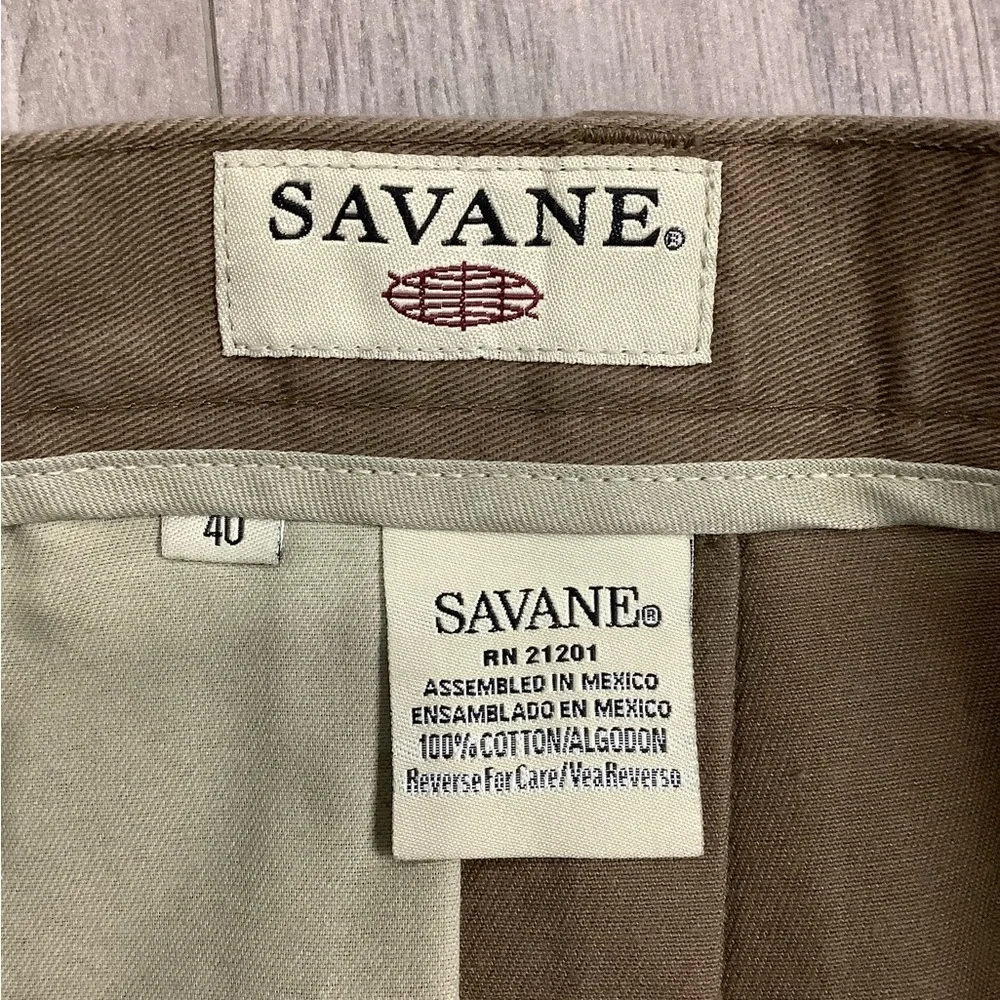 SAVANE®
40
SAVANE®
RN 21201
ASSEMBLED IN MEXICO
ENSAMBLADO EN MEXICO
100% COTTON/ALGODON
Reverse For Care/Vea Reverso